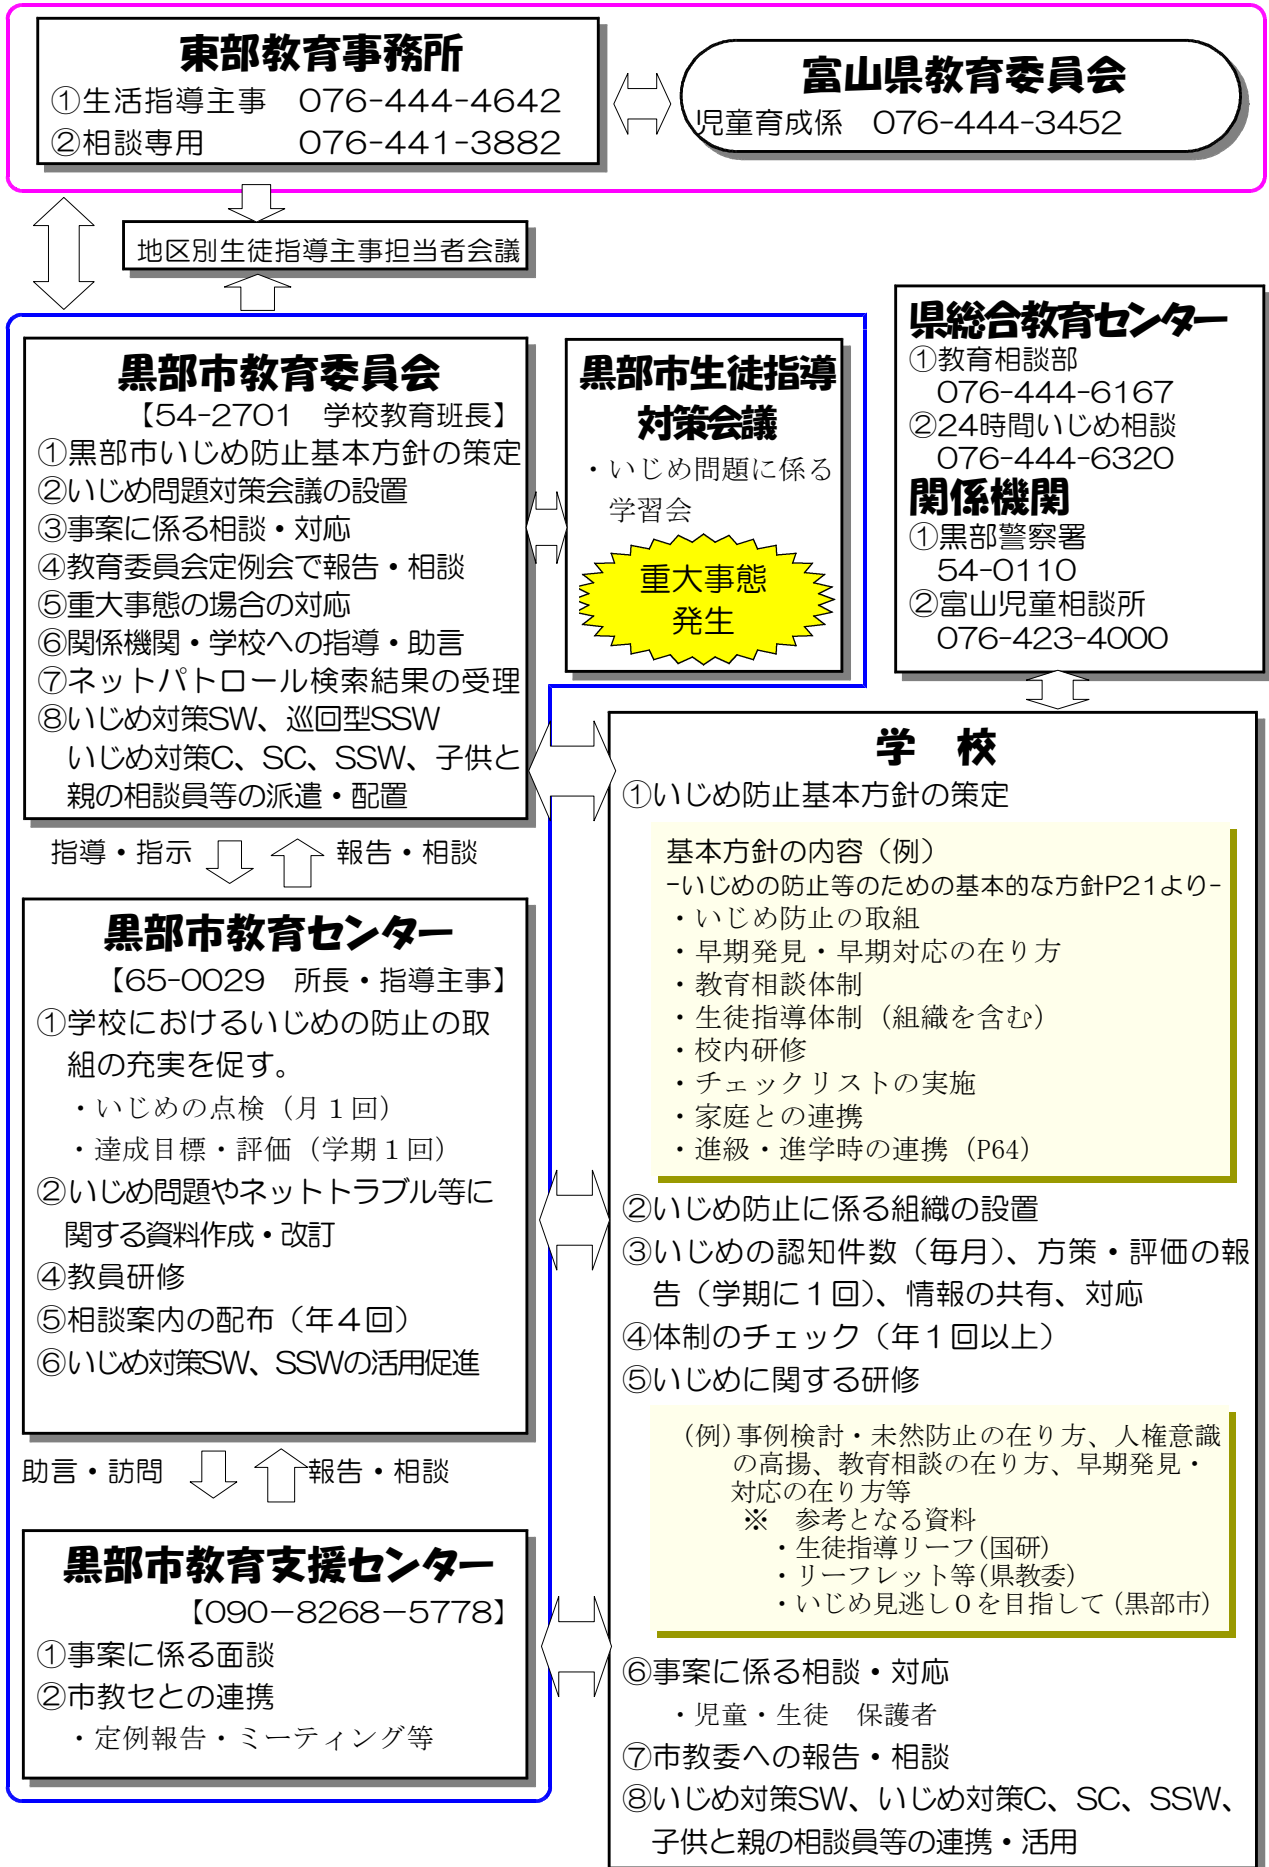 東部教育事務所
①生活指導主事　076-444-4642
②相談専用　　　076-441-3882
富山県教育委員会
児童育成係　076-444-3452
地区別生徒指導主事担当者会議
黒部市教育委員会
【54-2701　学校教育班長】
①黒部市いじめ防止基本方針の策定
②いじめ問題対策会議の設置
③事案に係る相談・対応
④教育委員会定例会で報告・相談
⑤重大事態の場合の対応
⑥関係機関・学校への指導・助言
⑦ネットパトロール検索結果の受理
⑧いじめ対策SW、巡回型SSW
いじめ対策C、SC、SSW、子供と
親の相談員等の派遣・配置
黒部市生徒指導
対策会議
・いじめ問題に係る
学習会
重大事態
発生
県総合教育センター
①教育相談部
076-444-6167
②24時間いじめ相談
076-444-6320
関係機関
①黒部警察署
54-0110
②富山児童相談所
076-423-4000
指導・指示
報告・相談
黒部市教育センター
【65-0029　所長・指導主事】
①学校におけるいじめの防止の取
組の充実を促す。
・いじめの点検（月１回）
・達成目標・評価（学期１回）
②いじめ問題やネットトラブル等に
関する資料作成・改訂
④教員研修
⑤相談案内の配布（年４回）
⑥いじめ対策SW、SSWの活用促進
助言・訪問
報告・相談
黒部市教育支援センター
【090－8268－5778】
①事案に係る面談
②市教セとの連携
・定例報告・ミーティング等
学　校
①いじめ防止基本方針の策定
基本方針の内容（例）
-いじめの防止等のための基本的な方針P21より-
・いじめ防止の取組
・早期発見・早期対応の在り方
・教育相談体制
・生徒指導体制（組織を含む）
・校内研修
・チェックリストの実施
・家庭との連携
・進級・進学時の連携（P64）
②いじめ防止に係る組織の設置
③いじめの認知件数（毎月）、方策・評価の報
告（学期に１回）、情報の共有、対応
④体制のチェック（年１回以上）
⑤いじめに関する研修
（例）事例検討・未然防止の在り方、人権意識
の高揚、教育相談の在り方、早期発見・
対応の在り方等
※　参考となる資料
・生徒指導リーフ(国研)
・リーフレット等(県教委)
・いじめ見逃し０を目指して(黒部市)
⑥事案に係る相談・対応
・児童・生徒　保護者
⑦市教委への報告・相談
⑧いじめ対策SW、いじめ対策C、SC、SSW、
子供と親の相談員等の連携・活用